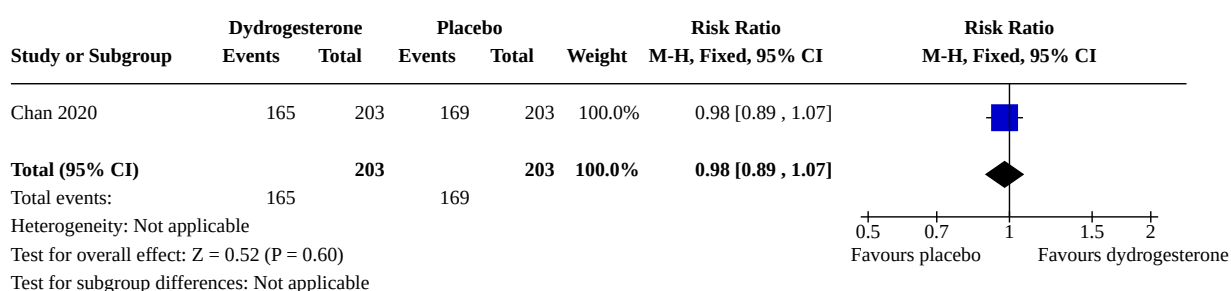 Dydrogesterone Placebo Risk Ratio Risk Ratio
Study or Subgroup Events Total Events Total Weight M-H, Fixed, 95% CI M-H, Fixed, 95% CI
Chan 2020 165 203 169 203 100.0% 0.98 [0.89 , 1.07]
Total (95% CI) 203 203 100.0% 0.98 [0.89 , 1.07]
Total events: 165 169
Heterogeneity: Not applicable
0.5 0.7 1 1.5 2
Test for overall effect: Z = 0.52 (P = 0.60) Favours placebo Favours dydrogesterone
Test for subgroup differences: Not applicable